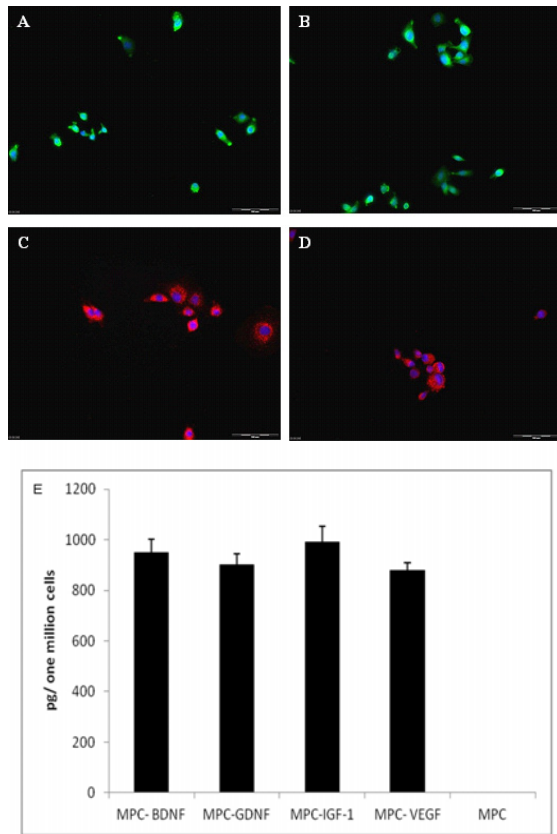 A
B
C
D
E
1200
1000
800
600
400
200
0
pg/ one million cells
MPC- BDNF
MPC-GDNF
MPC-IGF-1
MPC- VEGF
MPC